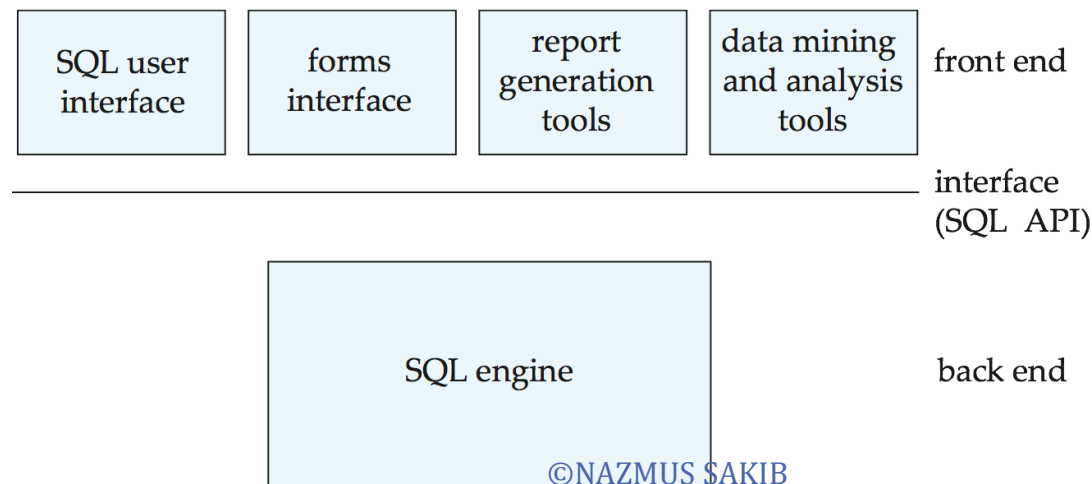 SQL user
interface
forms
interface
report
generation
tools
data mining
and analysis
tools
front end
interface
(SQL API)
SQL engine
back end
©NAZMUS SAKIB